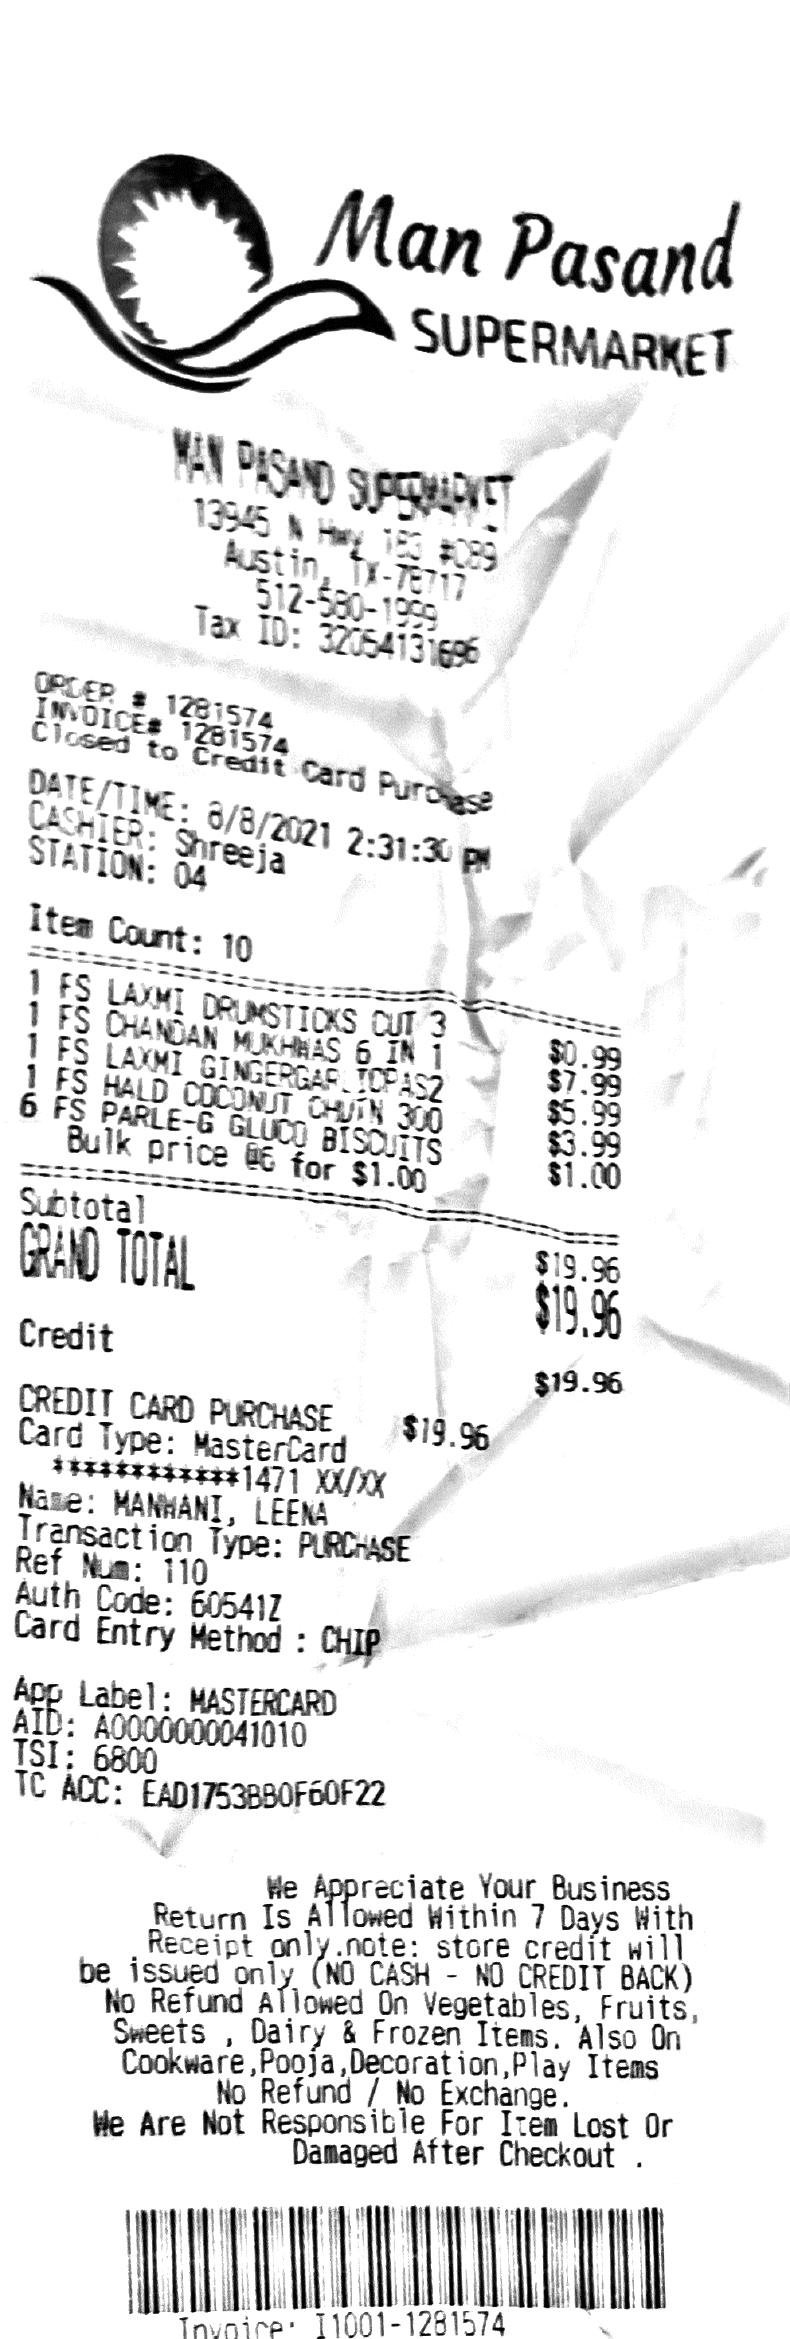 Man Pasand
SUPERMARKET
MAN PASAND SUPERMARKET
13945 N Hwy 183 #C89
Austin, Tx-78717
512-580-1999
Tax ID: 32054131696
ORDER # 1281574
INVOICE# 1281574
Closed to Credit Card Purchase
DATE/TIME: 8/8/2021 2:31:30 PM
CASHIER: Shreeja
STATION: 04
Item Count: 10
1 FS LAXMI DRUMSTICKS CUT 3 $0.99
1 FS CHANDAN MUKHWAS 6 IN 1 $7.99
1 FS LAXMI GINGERGARLICPAS2 $5.99
1 FS HALD COCONUT CHUTN 300 $3.99
6 FS PARLE-G GLUCO BISCUITS $1.00
Bulk price @6 for $1.00
Subtotal $19.96
GRAND TOTAL $19.96
Credit $19.96
CREDIT CARD PURCHASE $19.96
Card Type: MasterCard
************1471 XX/XX
Name: MANWANI, LEENA
Transaction Type: PURCHASE
Ref Num: 110
Auth Code: 60541Z
Card Entry Method : CHIP
App Label: MASTERCARD
AID: A0000000041010
TSI: 6800
TC ACC: EAD1753BB0F60F22
We Appreciate Your Business
Return Is Allowed Within 7 Days With
Receipt only.note: store credit will
be issued only (NO CASH - NO CREDIT BACK)
No Refund Allowed On Vegetables, Fruits,
Sweets , Dairy & Frozen Items. Also On
Cookware,Pooja,Decoration,Play Items
No Refund / No Exchange.
We Are Not Responsible For Item Lost Or
Damaged After Checkout .
Invoice: I1001-1281574